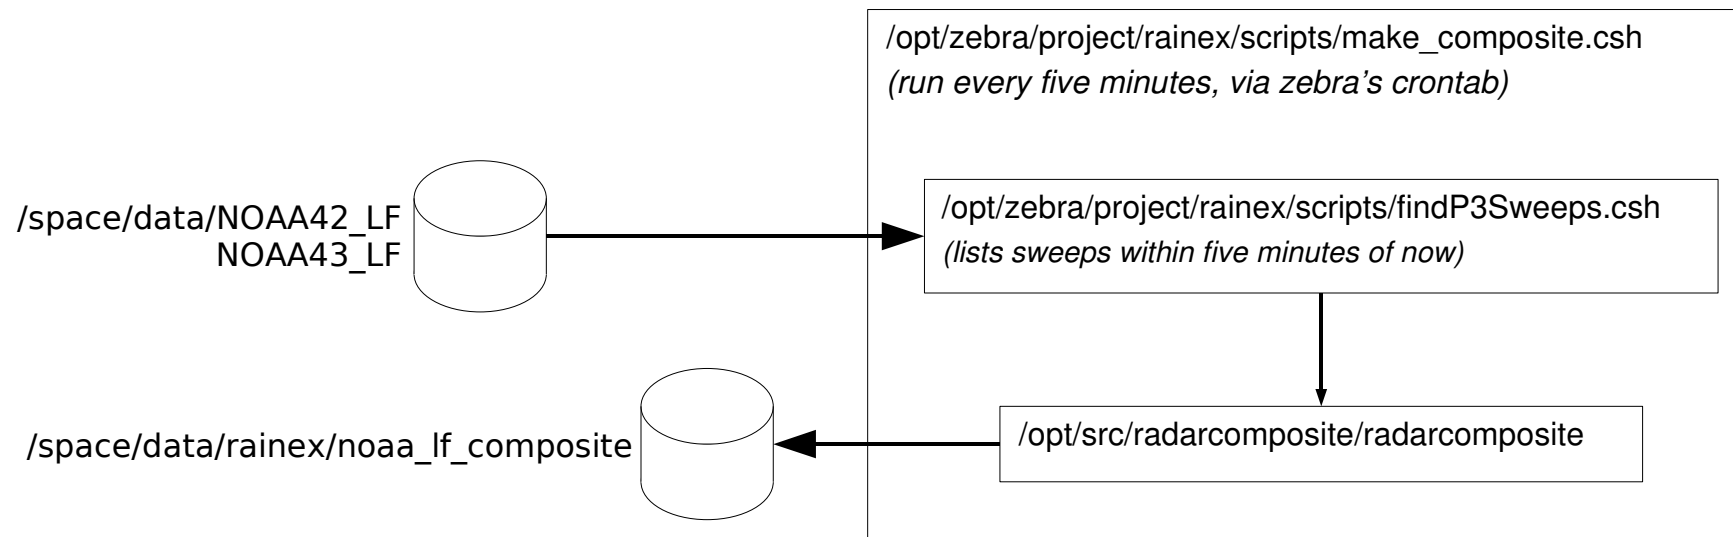 /opt/zebra/project/rainex/scripts/make_composite.csh
(run every five minutes, via zebra’s crontab)
/space/data/NOAA42_LF
NOAA43_LF
/opt/zebra/project/rainex/scripts/findP3Sweeps.csh
(lists sweeps within five minutes of now)
/space/data/rainex/noaa_lf_composite
/opt/src/radarcomposite/radarcomposite